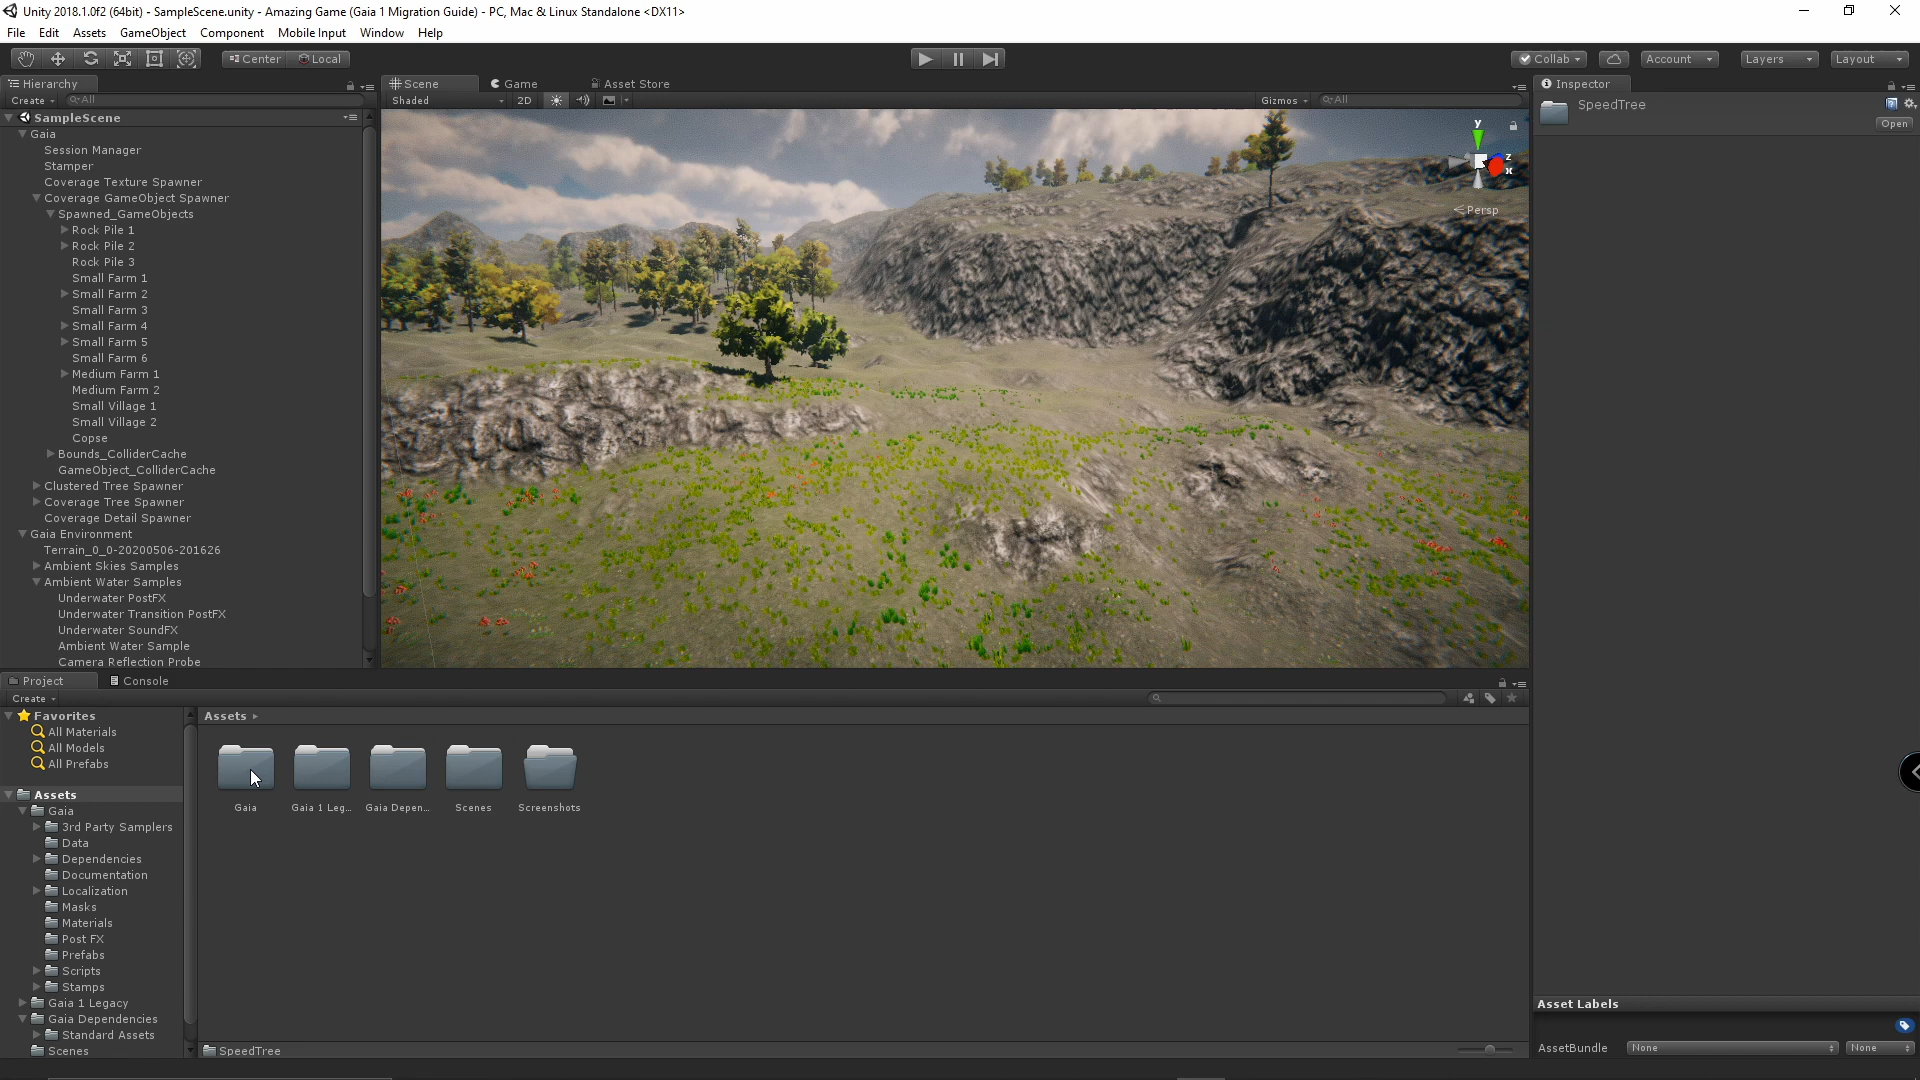 Unity 2018.1.0f2 (64bit) - SampleScene.unity - Amazing Game (Gaia 1 Migration Guide) - PC, Mac & Linux Standalone <DX11>
File Edit Assets GameObject Component Mobile Input Window Help
Center Local Collab Account Layers Layout
Hierarchy
Create All
SampleScene
Gaia
Session Manager
Stamper
Coverage Texture Spawner
Coverage GameObject Spawner
Spawned_GameObjects
Rock Pile 1
Rock Pile 2
Rock Pile 3
Small Farm 1
Small Farm 2
Small Farm 3
Small Farm 4
Small Farm 5
Small Farm 6
Medium Farm 1
Medium Farm 2
Small Village 1
Small Village 2
Copse
Bounds_ColliderCache
GameObject_ColliderCache
Clustered Tree Spawner
Coverage Tree Spawner
Coverage Detail Spawner
Gaia Environment
Terrain_0_0-20200506-201626
Ambient Skies Samples
Ambient Water Samples
Underwater PostFX
Underwater Transition PostFX
Underwater SoundFX
Ambient Water Sample
Camera Reflection Probe
Scene Game Asset Store
Shaded 2D Gizmos All
y
z
x
Persp
Inspector
SpeedTree
Open
Project Console
Create
Favorites
All Materials
All Models
All Prefabs
Assets
Gaia
3rd Party Samplers
Data
Dependencies
Documentation
Localization
Masks
Materials
Post FX
Prefabs
Scripts
Stamps
Gaia 1 Legacy
Gaia Dependencies
Standard Assets
Scenes
Assets
Gaia Gaia 1 Leg... Gaia Depen... Scenes Screenshots
SpeedTree
Asset Labels
AssetBundle None None